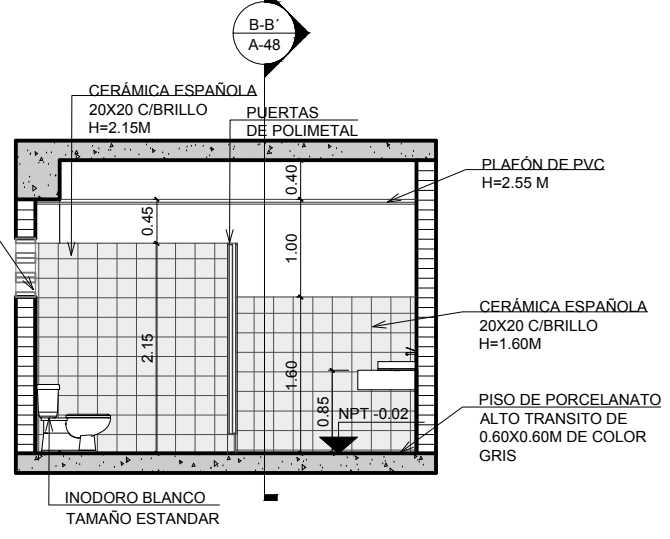 B-B´
A-48
CERÁMICA ESPAÑOLA
20X20 C/BRILLO
H=2.15M
PUERTAS
DE POLIMETAL
PLAFÓN DE PVC
H=2.55 M
0.40
0.45
1.00
2.15
1.60
0.85
NPT -0.02
CERÁMICA ESPAÑOLA
20X20 C/BRILLO
H=1.60M
PISO DE PORCELANATO
ALTO TRANSITO DE
0.60X0.60M DE COLOR
GRIS
INODORO BLANCO
TAMAÑO ESTANDAR